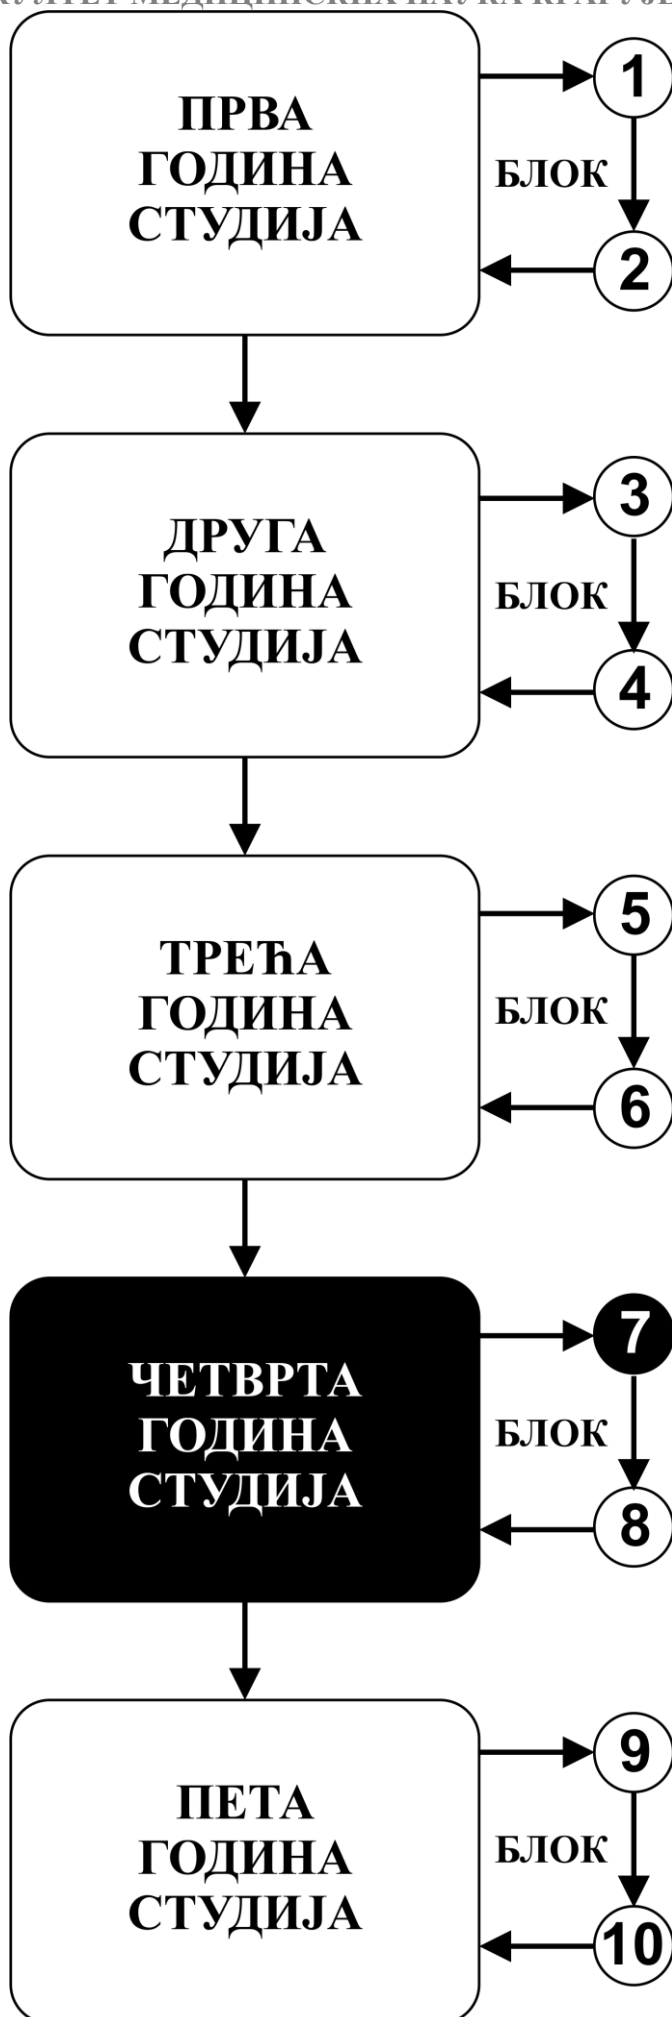 ПРВА
ГОДИНА
СТУДИЈА
1
БЛОК
2
ДРУГА
ГОДИНА
СТУДИЈА
3
БЛОК
4
ТРЕЋА
ГОДИНА
СТУДИЈА
5
БЛОК
6
ЧЕТВРТА
ГОДИНА
СТУДИЈА
7
БЛОК
8
ПЕТА
ГОДИНА
СТУДИЈА
9
БЛОК
10